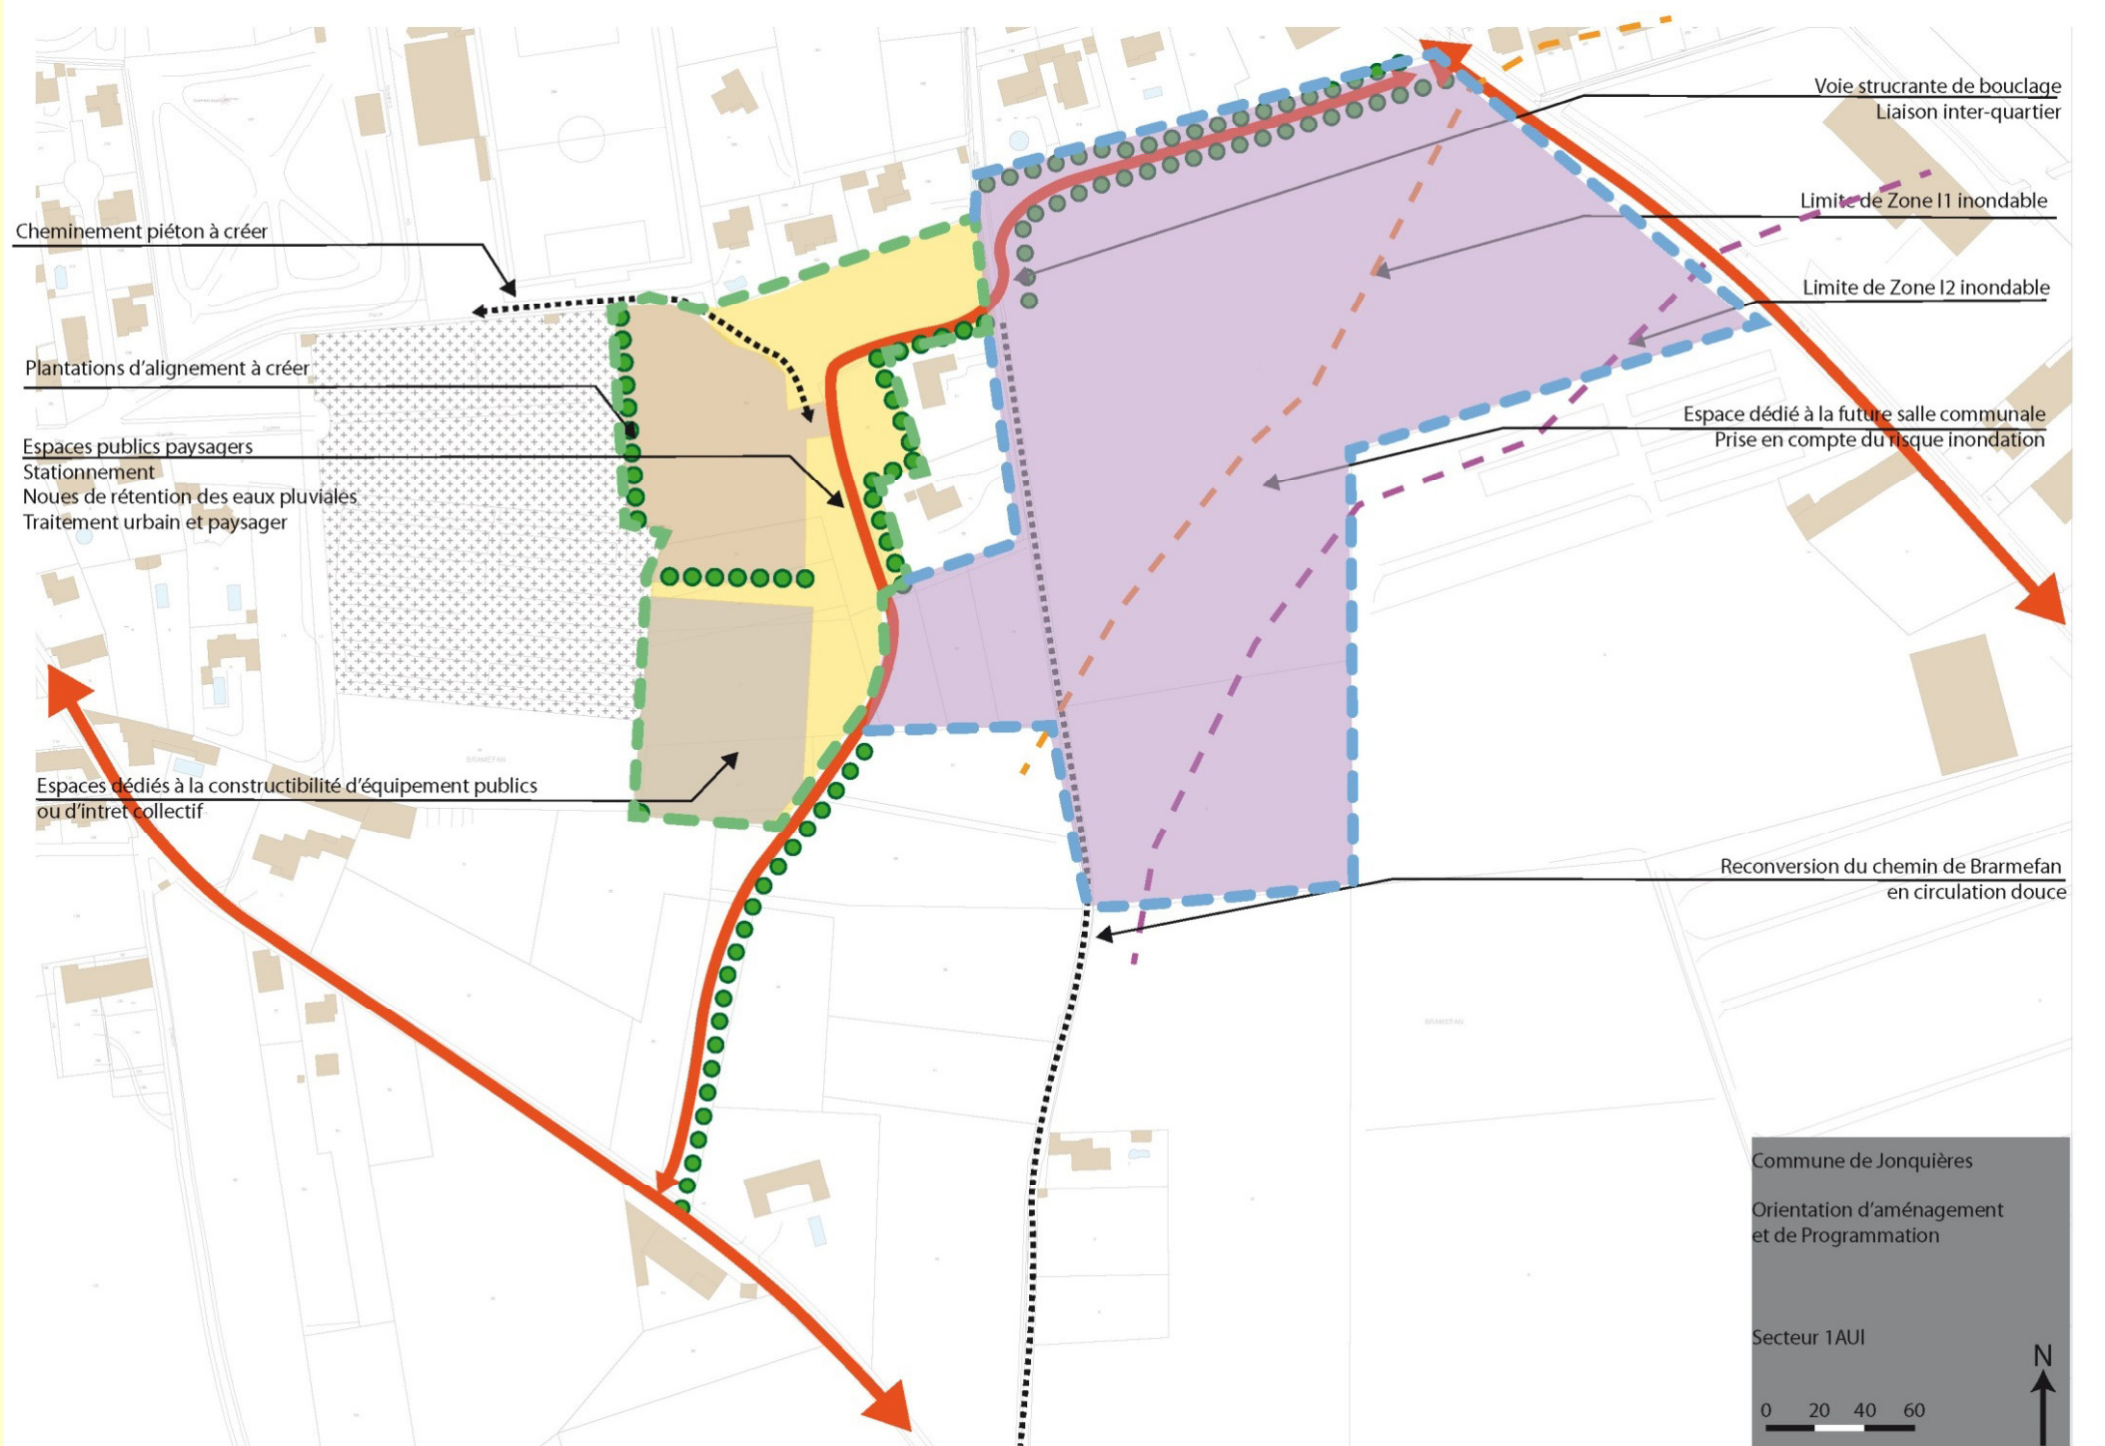 Voie strucrante de bouclage
Liaison inter-quartier
Limite de Zone I1 inondable
Cheminement piéton à créer
Limite de Zone I2 inondable
Plantations d'alignement à créer
Espace dédié à la future salle communale
Prise en compte du risque inondation
Espaces publics paysagers
Stationnement
Noues de rétention des eaux pluviales
Traitement urbain et paysager
BRAMEFAN
Espaces dédiés à la constructibilité d'équipement publics
ou d'intret collectif
Reconversion du chemin de Brarmefan
en circulation douce
BRAMEFAN
Commune de Jonquières
Orientation d'aménagement
et de Programmation
Secteur 1AUI
N
0 20 40 60